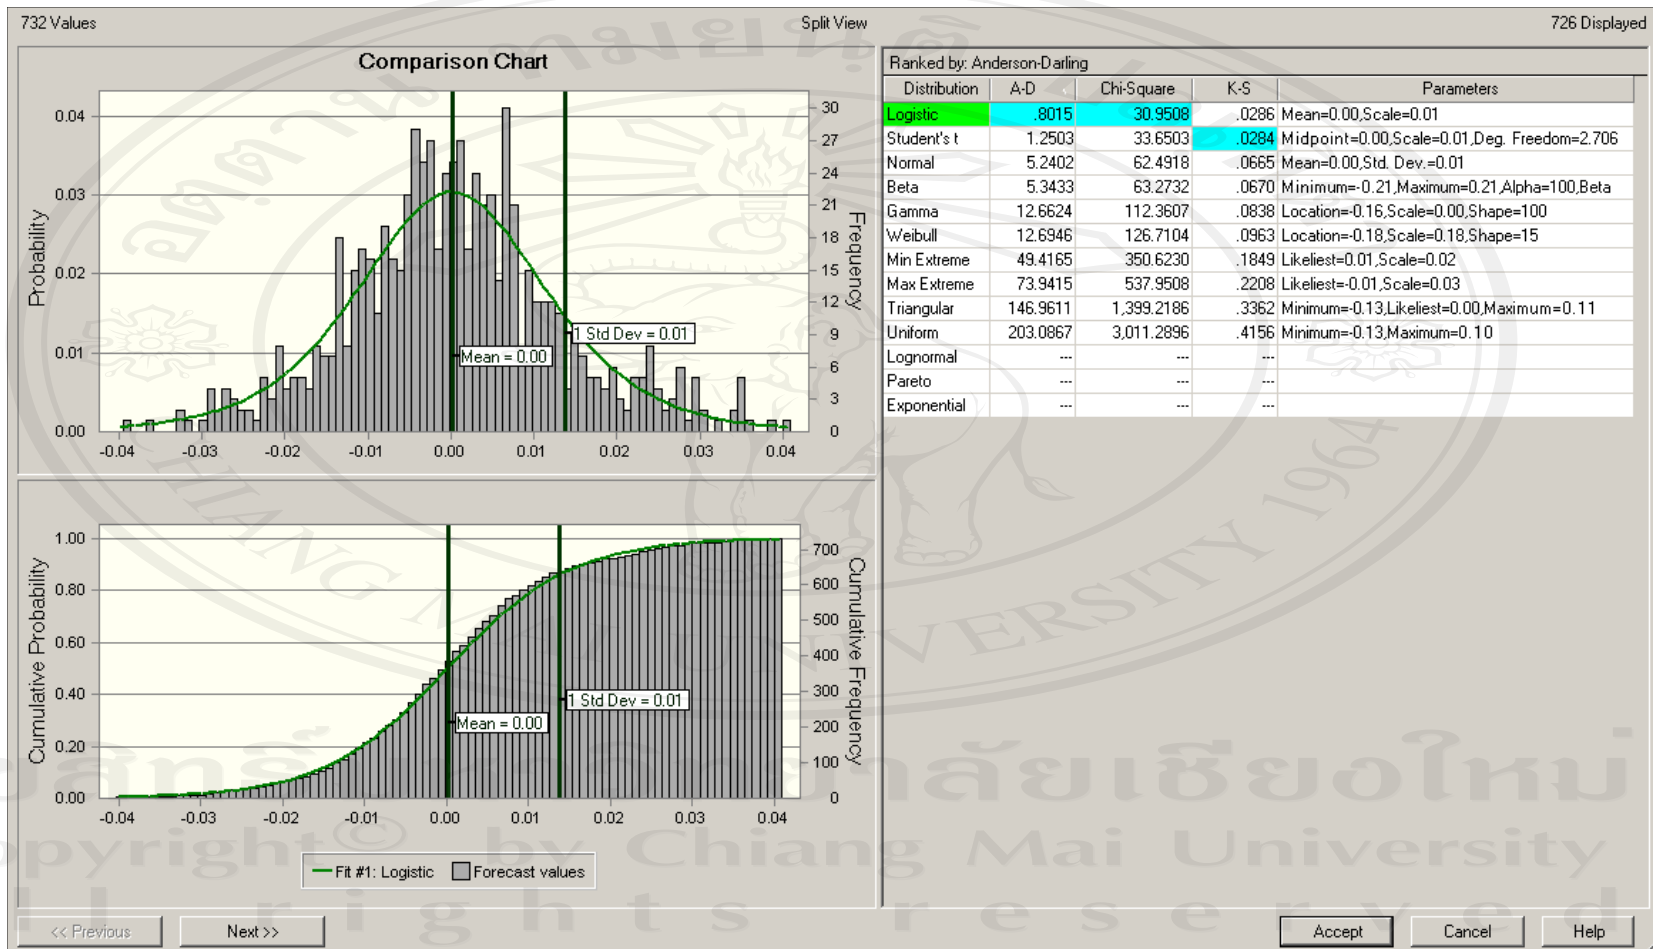 732 Values Split View 726 Displayed
Comparison Chart
0.04
0.03
0.02
0.01
0.00
Probability
30
27
24
21
18
15
12
9
6
3
0
Frequency
1 Std Dev = 0.01
Mean = 0.00
-0.04 -0.03 -0.02 -0.01 0.00 0.01 0.02 0.03 0.04
1.00
0.80
0.60
0.40
0.20
0.00
Cumulative Probability
700
600
500
400
300
200
100
0
Cumulative Frequency
1 Std Dev = 0.01
Mean = 0.00
-0.04 -0.03 -0.02 -0.01 0.00 0.01 0.02 0.03 0.04
Fit #1: Logistic Forecast values
Ranked by: Anderson-Darling
Distribution A-D Chi-Square K-S Parameters
Logistic .8015 30.9508 .0286 Mean=0.00,Scale=0.01
Student's t 1.2503 33.6503 .0284 Midpoint=0.00,Scale=0.01,Deg. Freedom=2.706
Normal 5.2402 62.4918 .0665 Mean=0.00,Std. Dev.=0.01
Beta 5.3433 63.2732 .0670 Minimum=-0.21,Maximum=0.21,Alpha=100,Beta
Gamma 12.6624 112.3607 .0838 Location=-0.16,Scale=0.00,Shape=100
Weibull 12.6946 126.7104 .0963 Location=-0.18,Scale=0.18,Shape=15
Min Extreme 49.4165 350.6230 .1849 Likeliest=0.01,Scale=0.02
Max Extreme 73.9415 537.9508 .2208 Likeliest=-0.01,Scale=0.03
Triangular 146.9611 1,399.2186 .3362 Minimum=-0.13,Likeliest=0.00,Maximum=0.11
Uniform 203.0867 3,011.2896 .4156 Minimum=-0.13,Maximum=0.10
Lognormal --- --- ---
Pareto --- --- ---
Exponential --- --- ---
<< Previous Next >> Accept Cancel Help
CHIANG MAI UNIVERSITY 1964
opyright© by Chiang Mai University
ll rights reserved